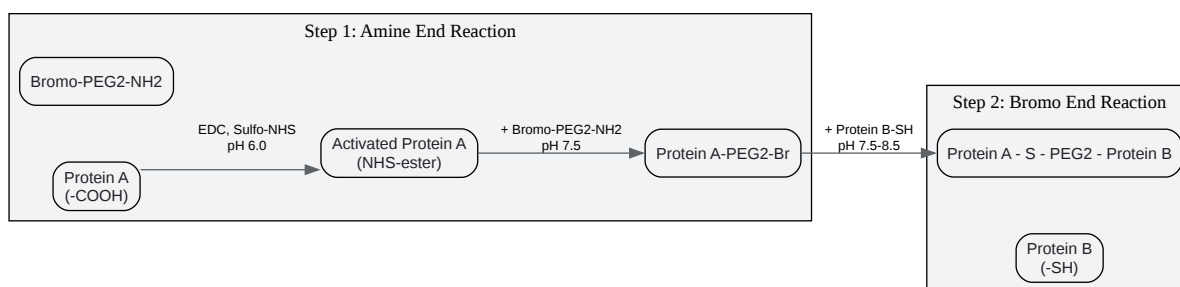 Step 1: Amine End Reaction
Bromo-PEG2-NH2
Protein A
(-COOH)
EDC, Sulfo-NHS
pH 6.0
Activated Protein A
(NHS-ester)
+ Bromo-PEG2-NH2
pH 7.5
Protein A-PEG2-Br
+ Protein B-SH
pH 7.5-8.5
Step 2: Bromo End Reaction
Protein A - S - PEG2 - Protein B
Protein B
(-SH)